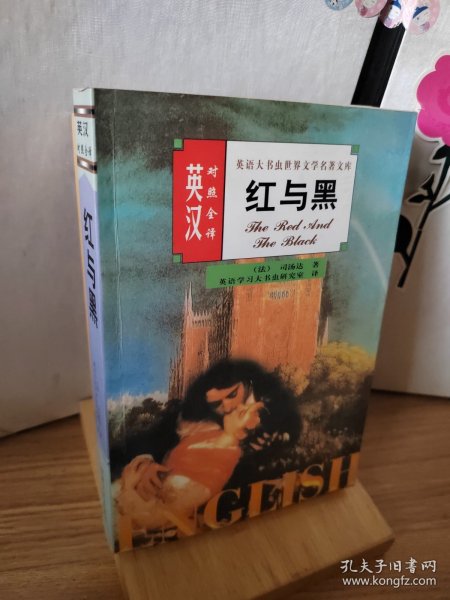 英汉
对照全译
红与黑
英语大书虫世界文学名著文库
英汉
对照全译
红与黑
The Red And
The Black
（法） 司汤达 著
英语学习大书虫研究室 译
ENGLISH
孔夫子旧书网
www.kongfz.com